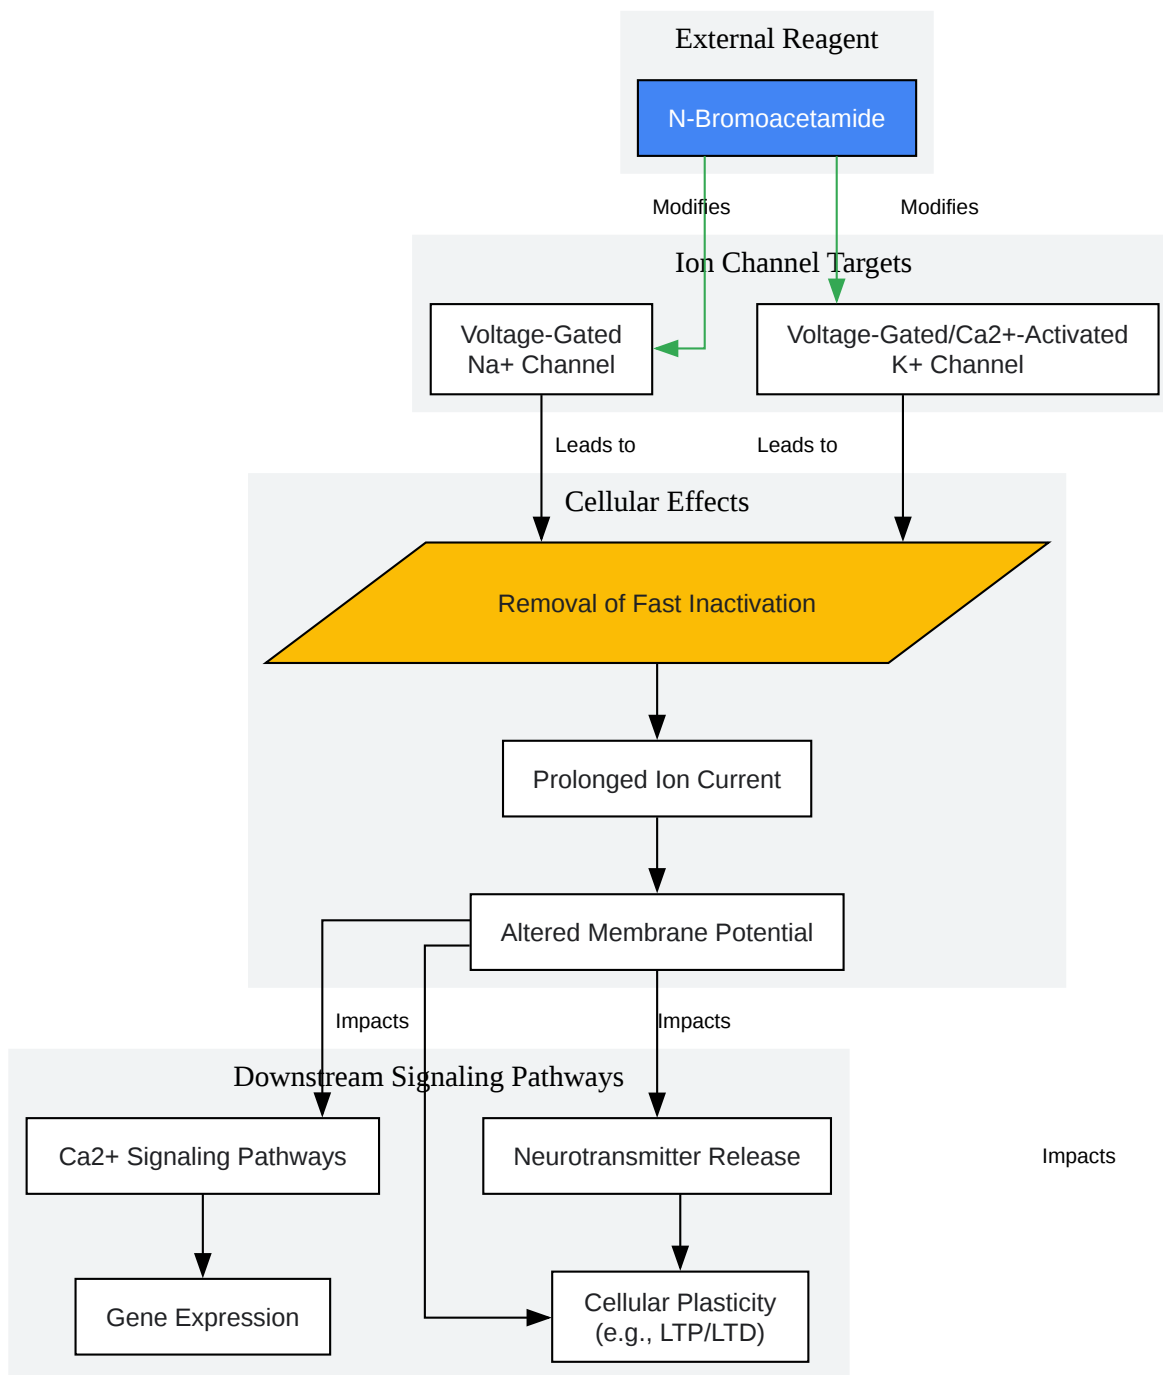 External Reagent
N-Bromoacetamide
Modifies
Modifies
Ion Channel Targets
Voltage-Gated
Na+ Channel
Voltage-Gated/Ca2+-Activated
K+ Channel
Leads to
Leads to
Cellular Effects
Removal of Fast Inactivation
Prolonged Ion Current
Altered Membrane Potential
Impacts
Impacts
Downstream Signaling Pathways
Ca2+ Signaling Pathways
Neurotransmitter Release
Impacts
Gene Expression
Cellular Plasticity
(e.g., LTP/LTD)